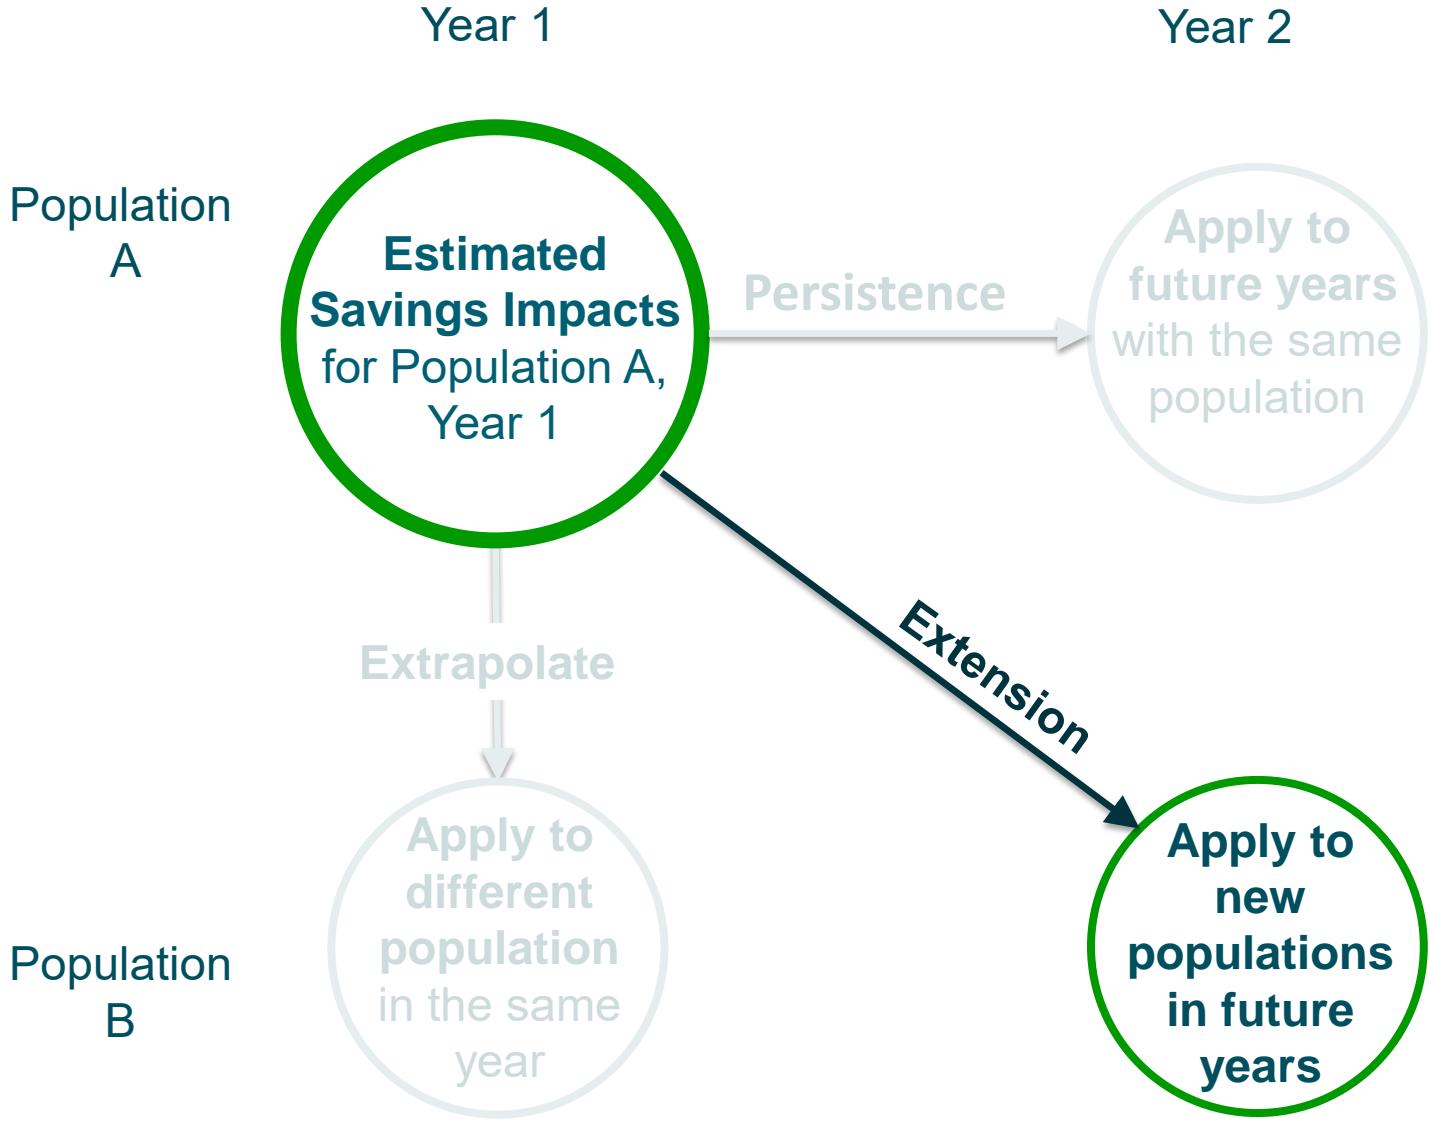 Year 1
Year 2
Population
A
Estimated
Savings Impacts
for Population A,
Year 1
Persistence
Apply to
future years
with the same
population
Extrapolate
Extension
Population
B
Apply to
different
population
in the same
year
Apply to
new
populations
in future
years